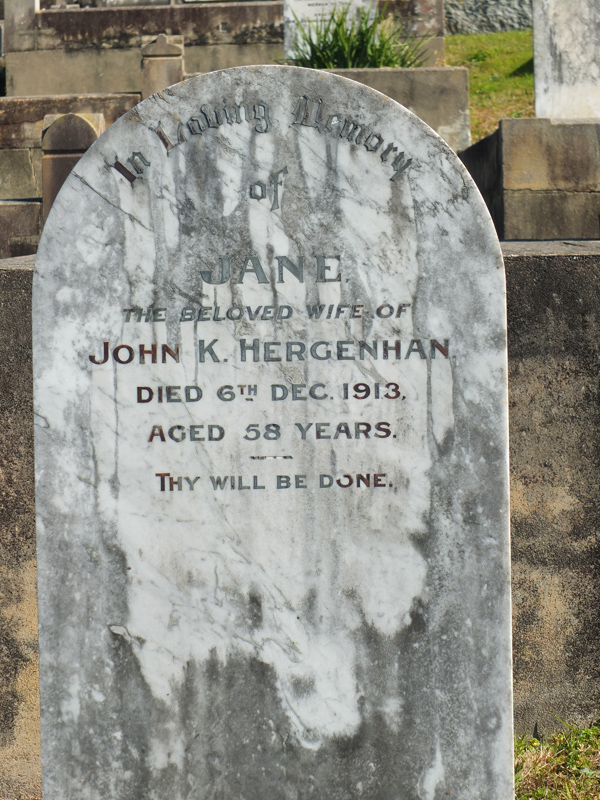 In Loving Memory
of
JANE,
THE BELOVED WIFE OF
JOHN K. HERGENHAN.
DIED 6TH DEC. 1913,
AGED 58 YEARS.
THY WILL BE DONE.